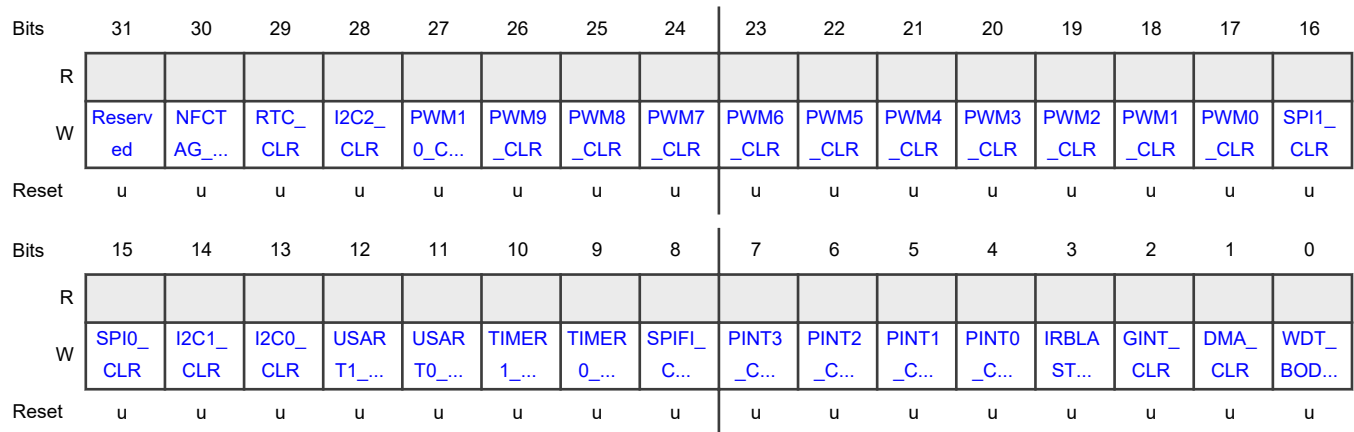 Bits 31 30 29 28 27 26 25 24 23 22 21 20 19 18 17 16
R
W Reserv NFCT RTC_ I2C2_ PWM1 PWM9 PWM8 PWM7 PWM6 PWM5 PWM4 PWM3 PWM2 PWM1 PWM0 SPI1_
ed AG_... CLR CLR 0_C... _CLR _CLR _CLR _CLR _CLR _CLR _CLR _CLR _CLR _CLR CLR
Reset u u u u u u u u u u u u u u u u
Bits 15 14 13 12 11 10 9 8 7 6 5 4 3 2 1 0
R
W SPI0_ I2C1_ I2C0_ USAR USAR TIMER TIMER SPIFI_ PINT3 PINT2 PINT1 PINT0 IRBLA GINT_ DMA_ WDT_
CLR CLR CLR T1_... T0_... 1_... 0_... C... _C... _C... _C... _C... ST... CLR CLR BOD...
Reset u u u u u u u u u u u u u u u u